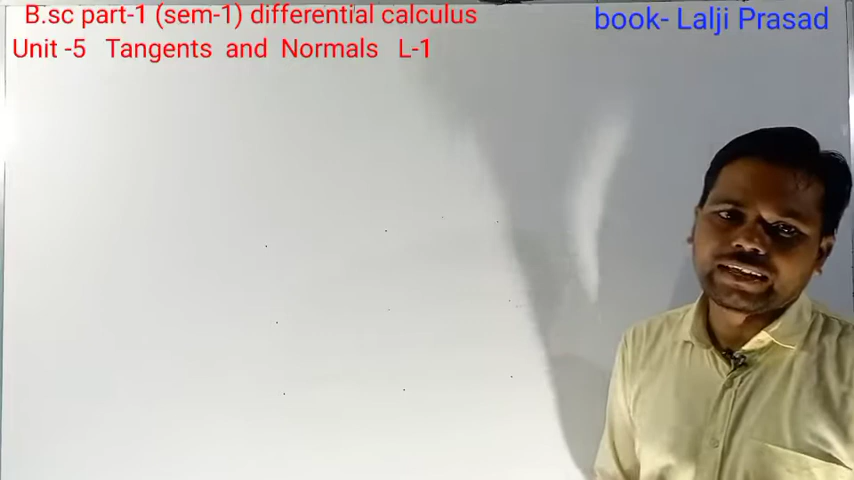 B.sc part-1 (sem-1) differential calculus
book- Lalji Prasad
Unit -5 Tangents and Normals L-1